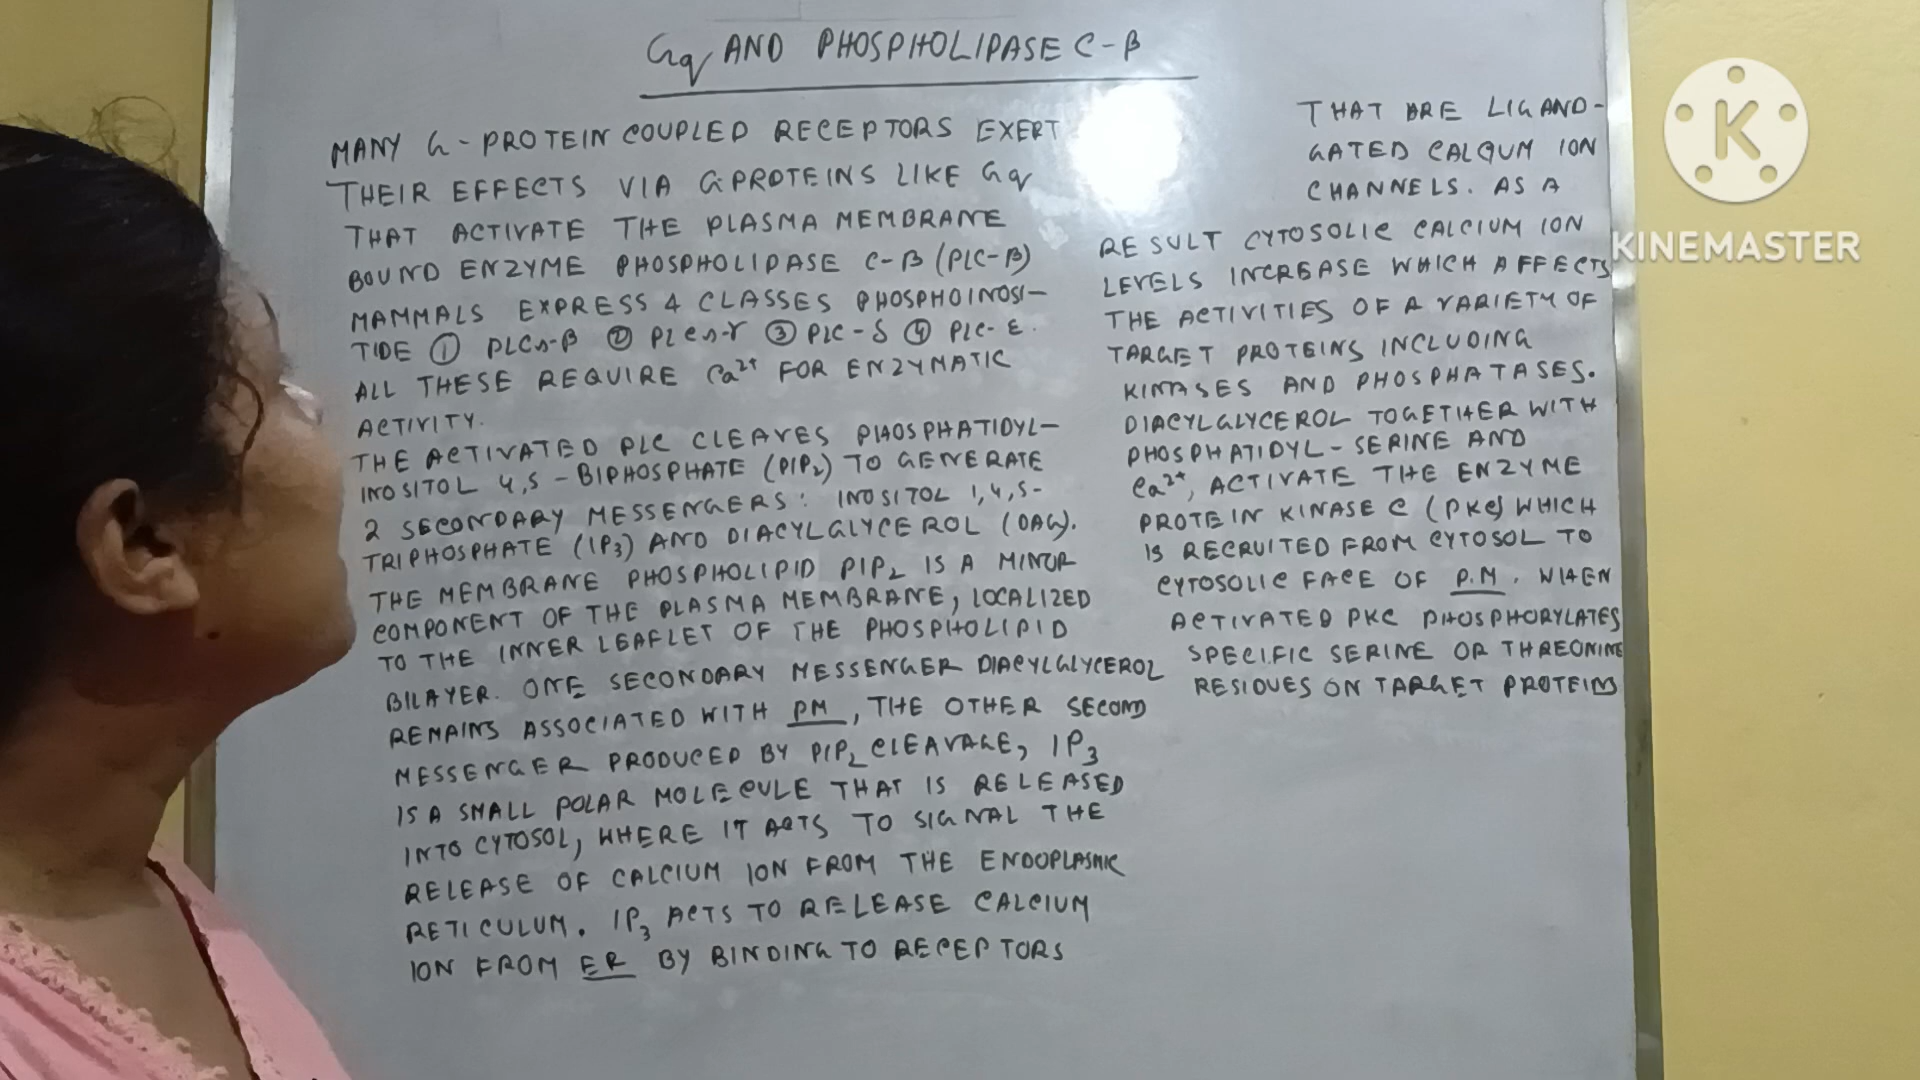 Gq AND PHOSPHOLIPASE C-β
MANY G-PROTEIN COUPLED RECEPTORS EXERT
THEIR EFFECTS VIA G-PROTEINS LIKE Gq
THAT ACTIVATE THE PLASMA MEMBRANE
BOUND ENZYME PHOSPHOLIPASE C-β (PLC-β)
MAMMALS EXPRESS 4 CLASSES PHOSPHOINOSI-
TIDE ① PLCs-β ② PLCs-γ ③ PLC-δ ④ PLC-ε.
ALL THESE REQUIRE Ca²⁺ FOR ENZYMATIC
ACTIVITY.
THE ACTIVATED PLC CLEAVES PHOSPHATIDYL-
INOSITOL 4,5-BIPHOSPHATE (PIP₂) TO GENERATE
2 SECONDARY MESSENGERS: INOSITOL 1,4,5-
TRIPHOSPHATE (IP₃) AND DIACYLGLYCEROL (DAG).
THE MEMBRANE PHOSPHOLIPID PIP₂ IS A MINOR
COMPONENT OF THE PLASMA MEMBRANE, LOCALIZED
TO THE INNER LEAFLET OF THE PHOSPHOLIPID
BILAYER. ONE SECONDARY MESSENGER DIACYLGLYCEROL
REMAINS ASSOCIATED WITH PM, THE OTHER SECOND
MESSENGER PRODUCED BY PIP₂ CLEAVAGE, IP₃
IS A SMALL POLAR MOLECULE THAT IS RELEASED
INTO CYTOSOL, WHERE IT ACTS TO SIGNAL THE
RELEASE OF CALCIUM ION FROM THE ENDOPLASMIC
RETICULUM. IP₃ ACTS TO RELEASE CALCIUM
ION FROM ER BY BINDING TO RECEPTORS
THAT ARE LIGAND-
GATED CALCIUM ION
CHANNELS. AS A
RESULT CYTOSOLIC CALCIUM ION
LEVELS INCREASE WHICH AFFECTS
THE ACTIVITIES OF A VARIETY OF
TARGET PROTEINS INCLUDING
KINASES AND PHOSPHATASES.
DIACYLGLYCEROL TOGETHER WITH
PHOSPHATIDYL-SERINE AND
Ca²⁺, ACTIVATE THE ENZYME
PROTEIN KINASE C (PKC) WHICH
IS RECRUITED FROM CYTOSOL TO
CYTOSOLIC FACE OF P.M. WHEN
ACTIVATED PKC PHOSPHORYLATES
SPECIFIC SERINE OR THREONINE
RESIDUES ON TARGET PROTEINS
K
KINEMASTER